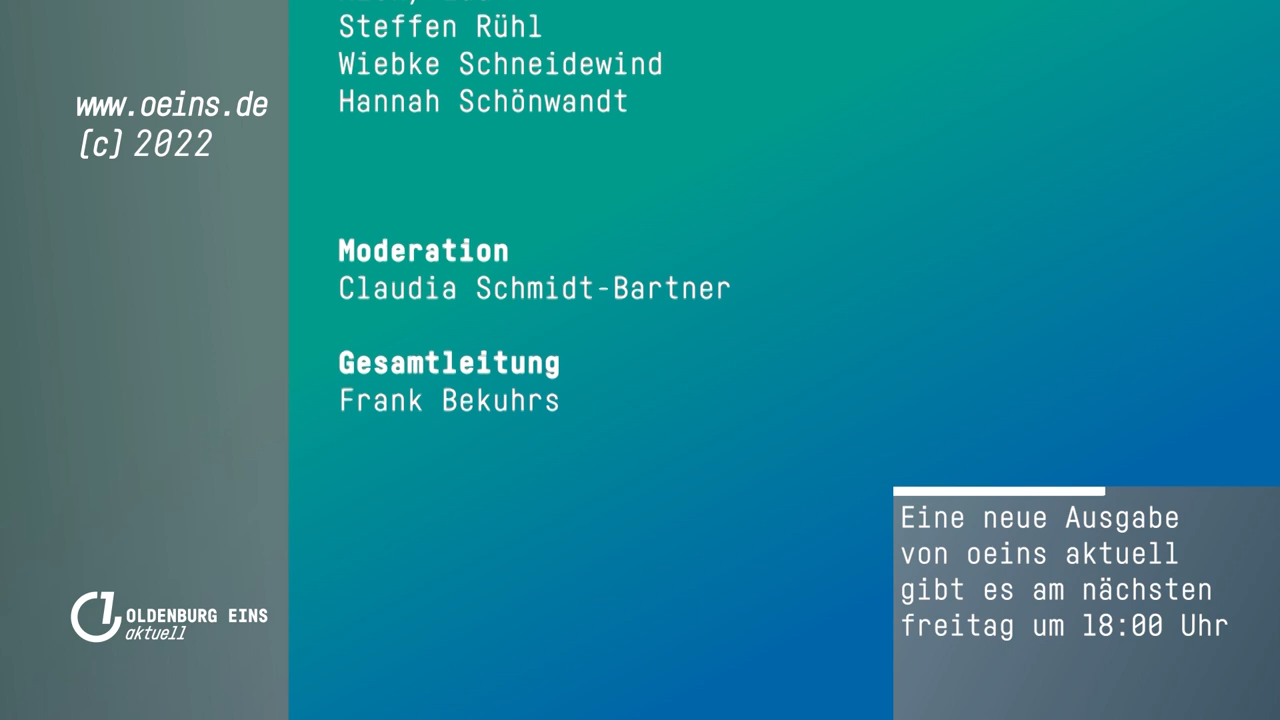 Steffen Rühl
Wiebke Schneidewind
Hannah Schönwandt
www.oeins.de
(c) 2022
Moderation
Claudia Schmidt-Bartner
Gesamtleitung
Frank Bekuhrs
Eine neue Ausgabe
von oeins aktuell
gibt es am nächsten
freitag um 18:00 Uhr
OLDENBURG EINS
aktuell